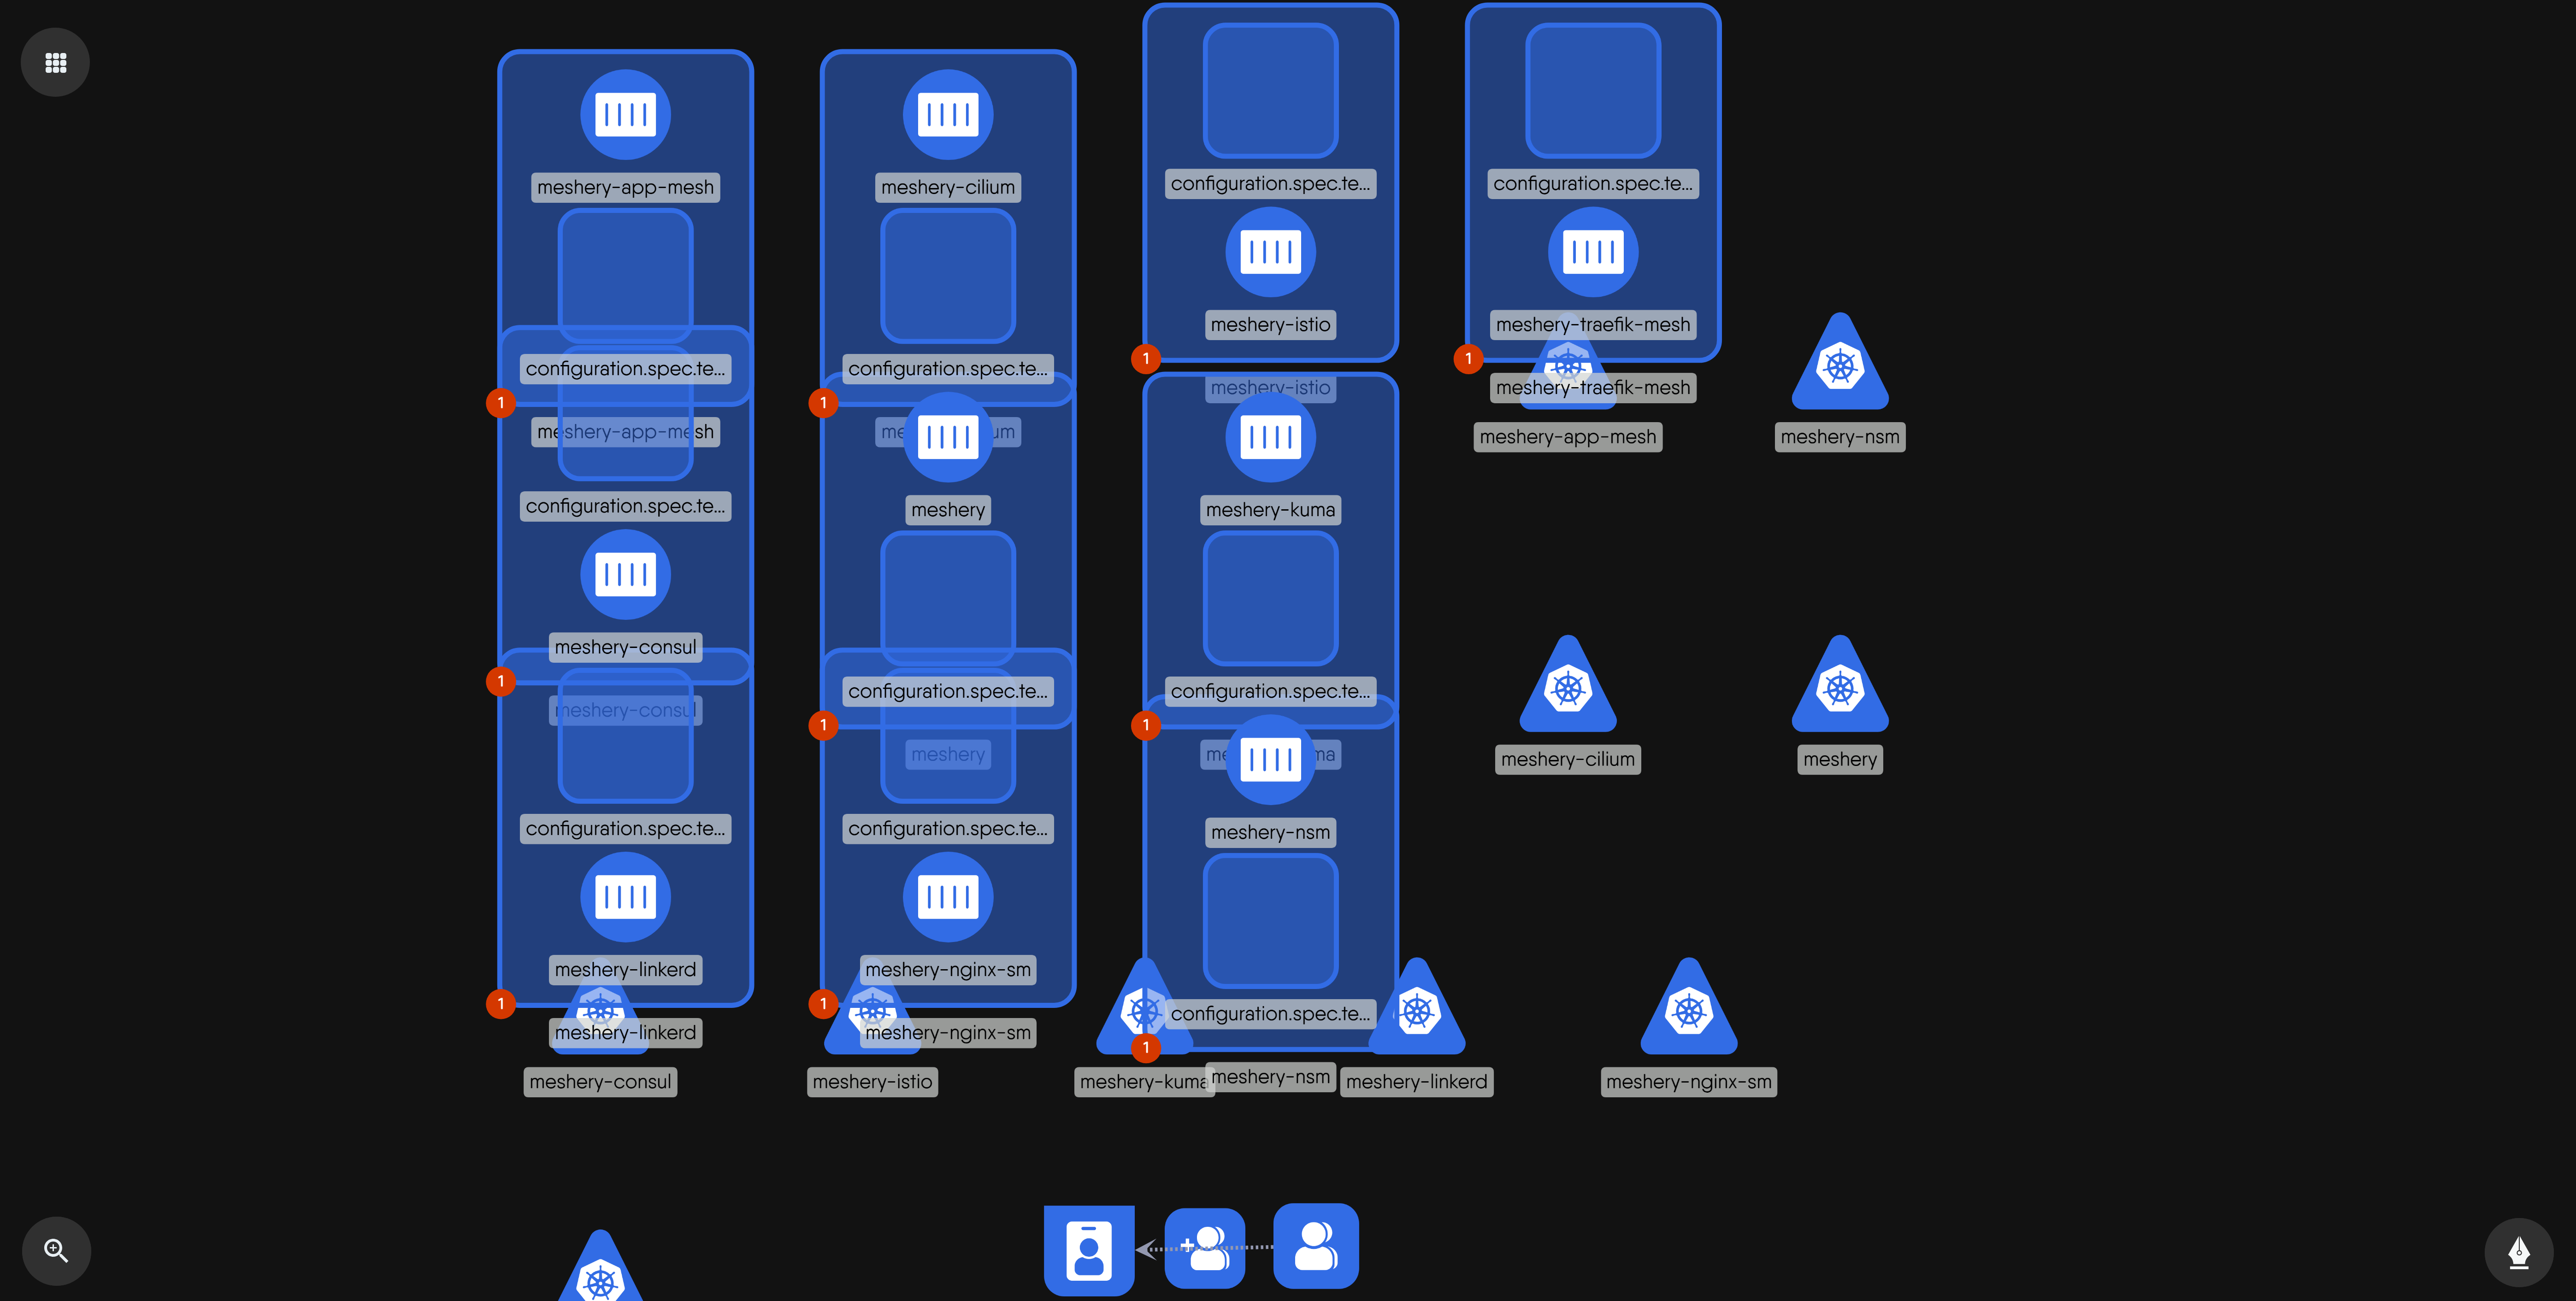 meshery-app-mesh
configuration.spec.te...
1
meshery-app-mesh
configuration.spec.te...
meshery-consul
1
meshery-consul
configuration.spec.te...
meshery-linkerd
1
meshery-linkerd
meshery-consul
meshery-cilium
configuration.spec.te...
1
meshery
configuration.spec.te...
1
meshery
configuration.spec.te...
meshery-nginx-sm
1
meshery-nginx-sm
meshery-istio
configuration.spec.te...
meshery-istio
1
meshery-istio
meshery-kuma
configuration.spec.te...
1
meshery-nsm
configuration.spec.te...
1
meshery-kuma
meshery-nsm
meshery-linkerd
configuration.spec.te...
meshery-traefik-mesh
1
meshery-traefik-mesh
meshery-app-mesh
meshery-nsm
meshery-cilium
meshery
meshery-nginx-sm